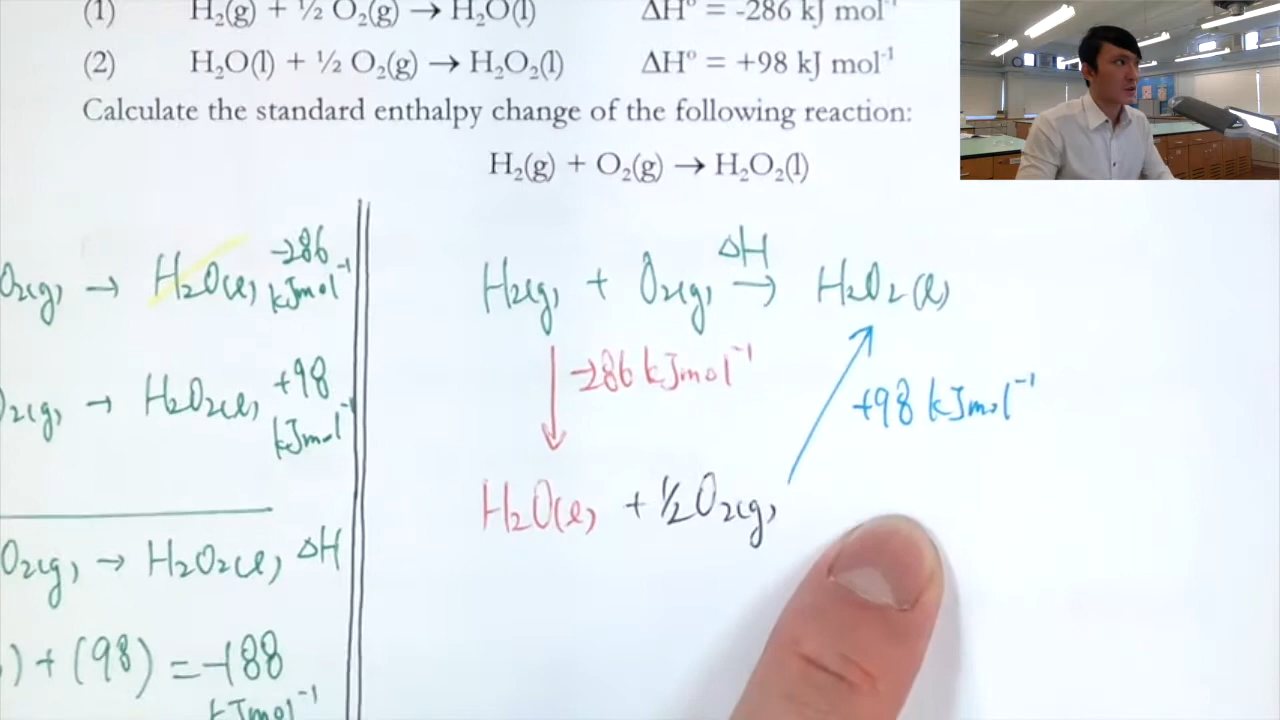 (1) H₂(g) + ½ O₂(g) → H₂O(l) ΔHº = -286 kJ mol⁻¹
(2) H₂O(l) + ½ O₂(g) → H₂O₂(l) ΔHº = +98 kJ mol⁻¹
Calculate the standard enthalpy change of the following reaction:
H₂(g) + O₂(g) → H₂O₂(l)
O₂(g) → H₂O(l) -286 kJmol⁻¹
O₂(g) → H₂O₂(l) +98 kJmol⁻¹
O₂(g) → H₂O₂(l) ΔH
) + (98) = -188 kJmol⁻¹
H₂(g) + O₂(g) ΔH → H₂O₂(l)
-286 kJmol⁻¹
+98 kJmol⁻¹
H₂O(l) + ½O₂(g)